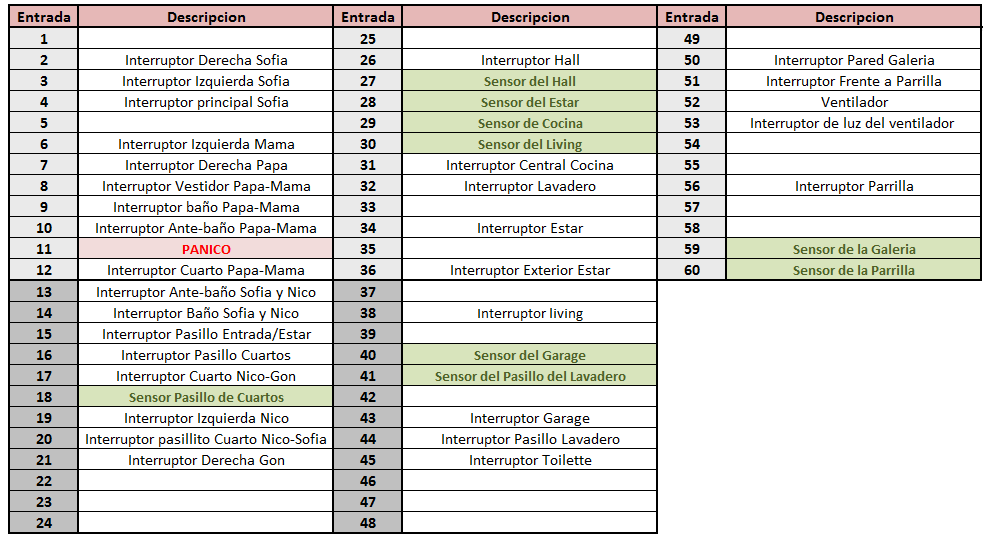 Entrada Descripcion Entrada Descripcion Entrada Descripcion
1 25 49
2 Interruptor Derecha Sofia 26 Interruptor Hall 50 Interruptor Pared Galeria
3 Interruptor Izquierda Sofia 27 Sensor del Hall 51 Interruptor Frente a Parrilla
4 Interruptor principal Sofia 28 Sensor del Estar 52 Ventilador
5 29 Sensor de Cocina 53 Interruptor de luz del ventilador
6 Interruptor Izquierda Mama 30 Sensor del Living 54
7 Interruptor Derecha Papa 31 Interruptor Central Cocina 55
8 Interruptor Vestidor Papa-Mama 32 Interruptor Lavadero 56 Interruptor Parrilla
9 Interruptor baño Papa-Mama 33 57
10 Interruptor Ante-baño Papa-Mama 34 Interruptor Estar 58
11 PANICO 35 59 Sensor de la Galeria
12 Interruptor Cuarto Papa-Mama 36 Interruptor Exterior Estar 60 Sensor de la Parrilla
13 Interruptor Ante-baño Sofia y Nico 37
14 Interruptor Baño Sofia y Nico 38 Interruptor living
15 Interruptor Pasillo Entrada/Estar 39
16 Interruptor Pasillo Cuartos 40 Sensor del Garage
17 Interruptor Cuarto Nico-Gon 41 Sensor del Pasillo del Lavadero
18 Sensor Pasillo de Cuartos 42
19 Interruptor Izquierda Nico 43 Interruptor Garage
20 Interruptor pasillito Cuarto Nico-Sofia 44 Interruptor Pasillo Lavadero
21 Interruptor Derecha Gon 45 Interruptor Toilette
22 46
23 47
24 48